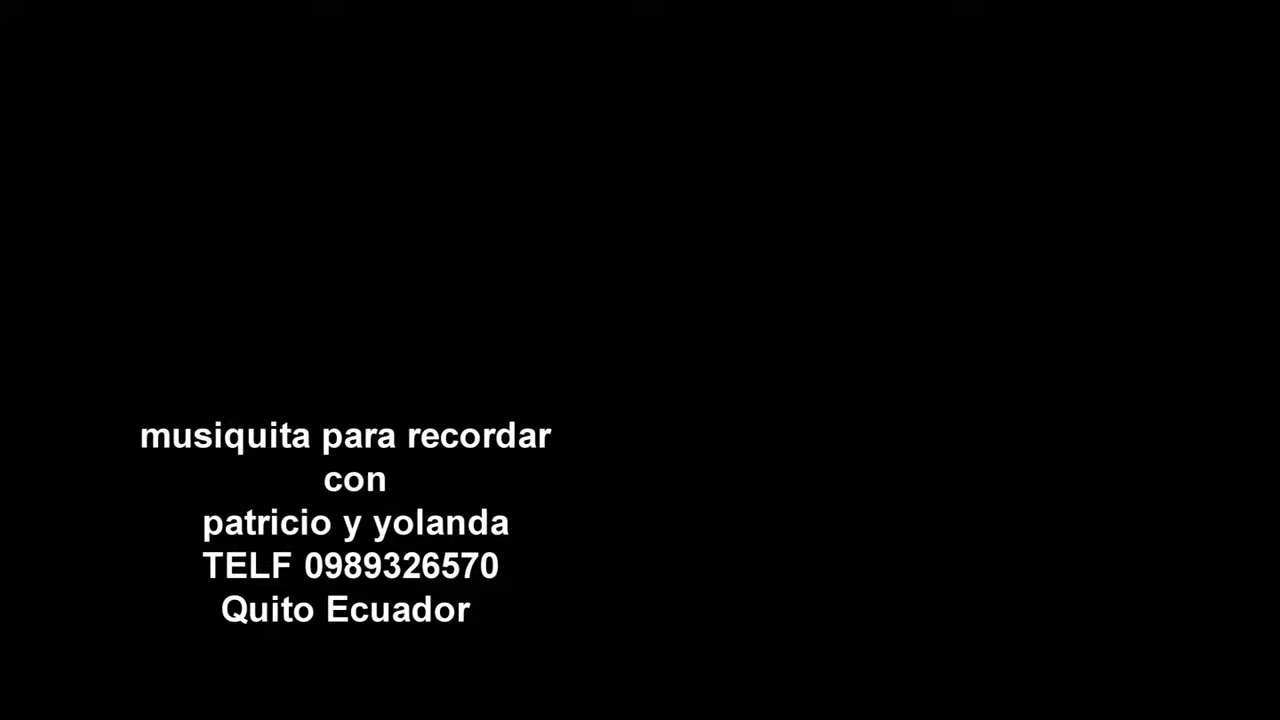 musiquita para recordar
con
patricio y yolanda
TELF 0989326570
Quito Ecuador